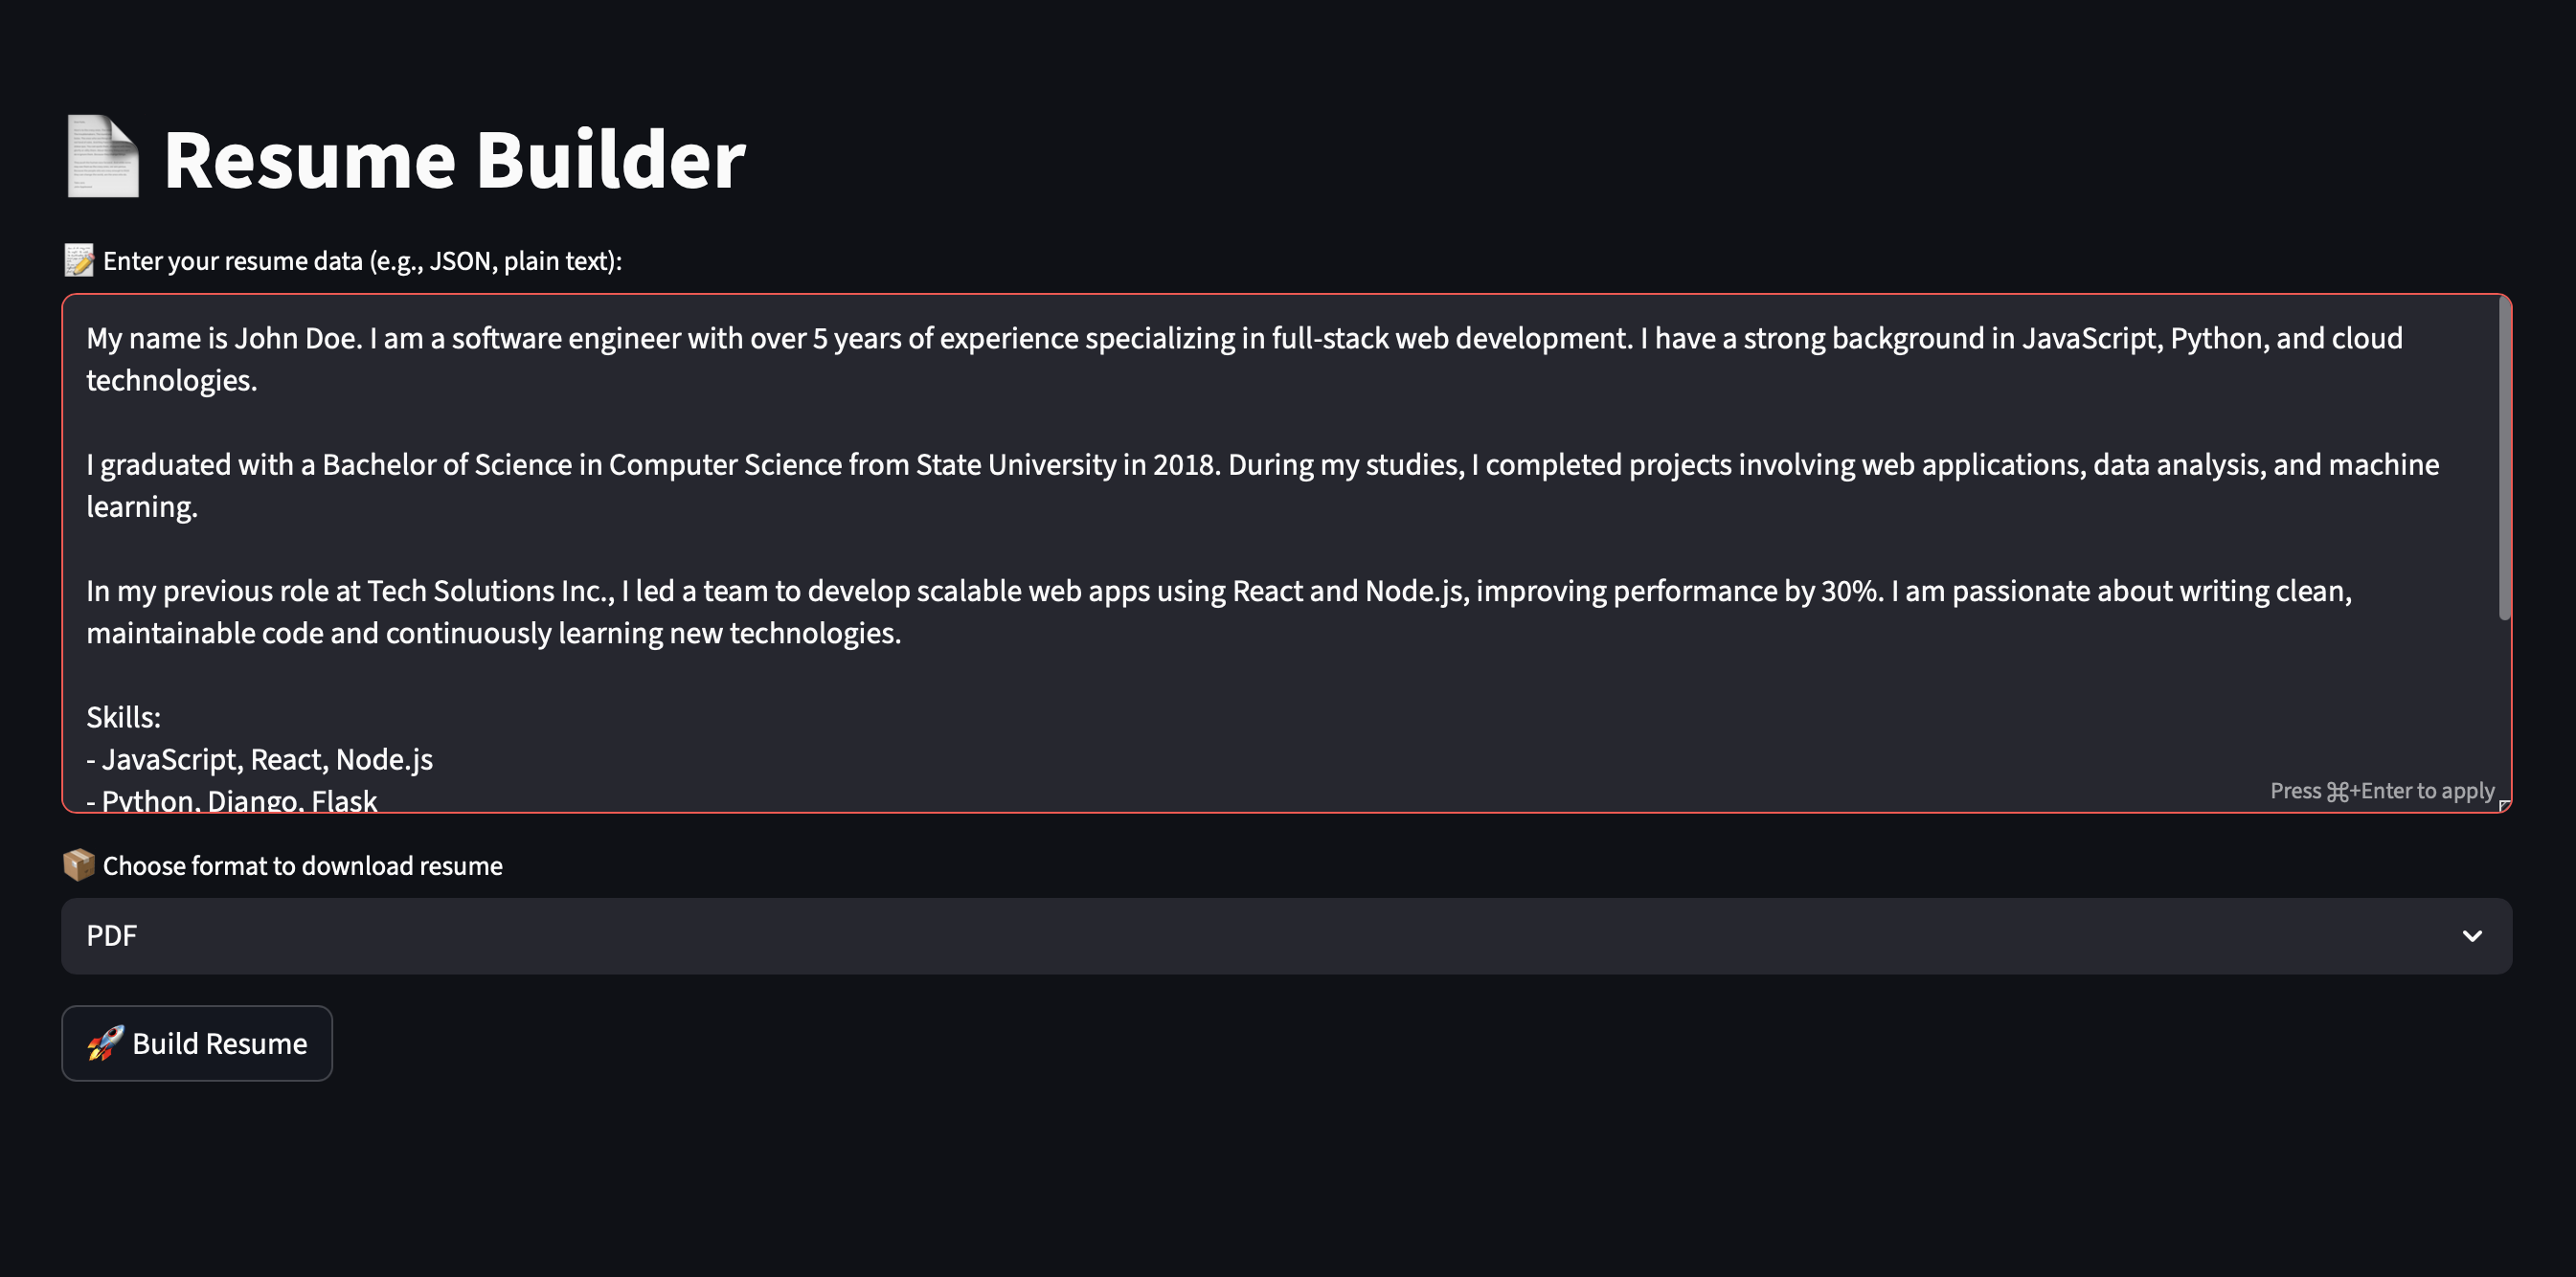 Resume Builder
Enter your resume data (e.g., JSON, plain text):
My name is John Doe. I am a software engineer with over 5 years of experience specializing in full-stack web development. I have a strong background in JavaScript, Python, and cloud
technologies.
I graduated with a Bachelor of Science in Computer Science from State University in 2018. During my studies, I completed projects involving web applications, data analysis, and machine
learning.
In my previous role at Tech Solutions Inc., I led a team to develop scalable web apps using React and Node.js, improving performance by 30%. I am passionate about writing clean,
maintainable code and continuously learning new technologies.
Skills:
- JavaScript, React, Node.js
- Python, Django, Flask
Press ⌘+Enter to apply
Choose format to download resume
PDF
Build Resume